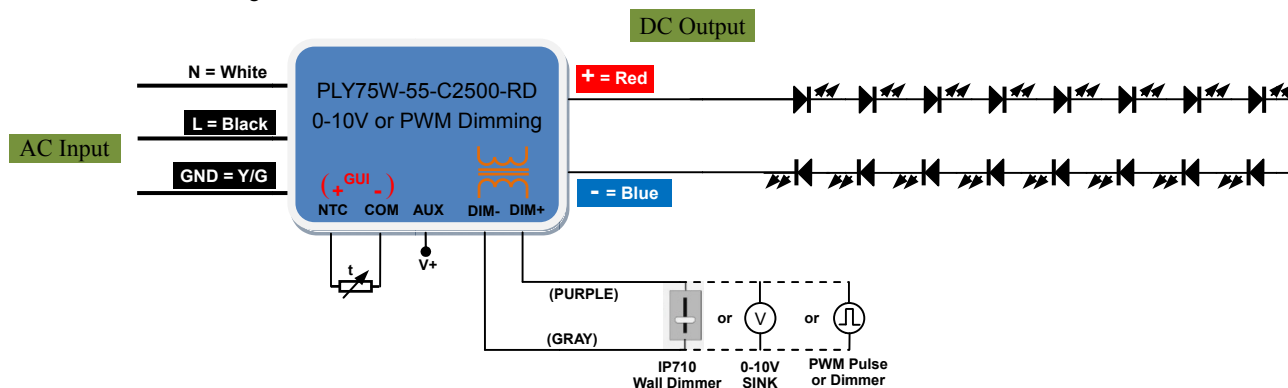 DC Output
N = White
+ = Red
PLY75W-55-C2500-RD
0-10V or PWM Dimming
L = Black
AC Input
GND = Y/G
(+ GUI -)
- = Blue
NTC COM AUX DIM- DIM+
t
V+
(PURPLE)
or V or
(GRAY)
IP710 0-10V PWM Pulse
Wall Dimmer SINK or Dimmer